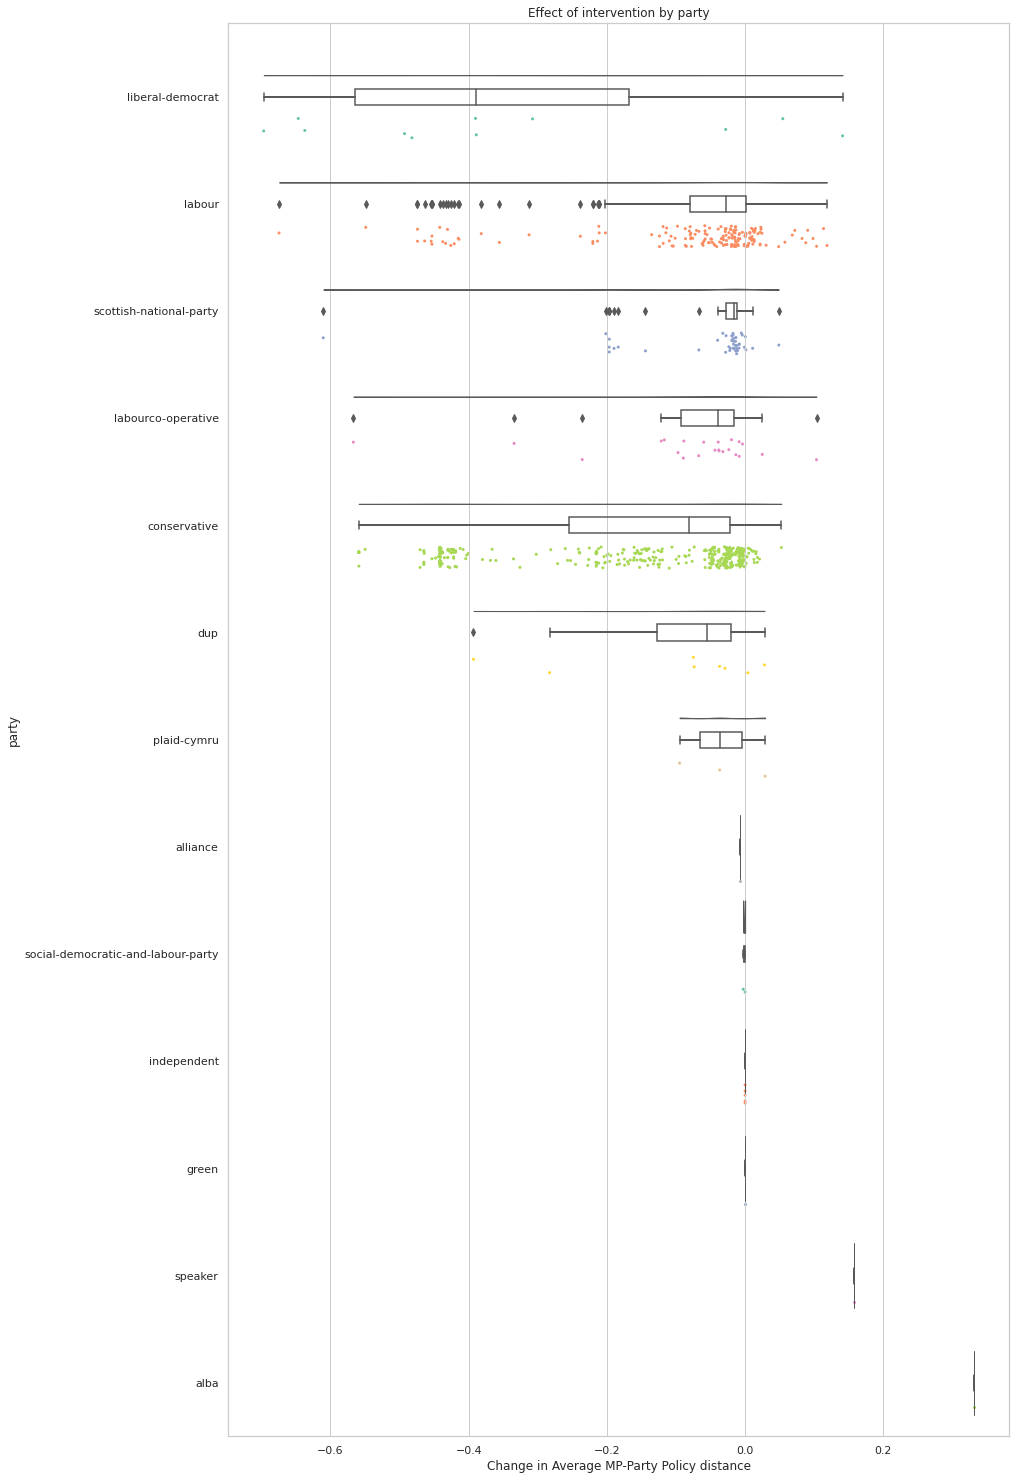 Effect of intervention by party
liberal-democrat
labour
scottish-national-party
labourco-operative
conservative
dup
party
plaid-cymru
alliance
social-democratic-and-labour-party
independent
green
speaker
alba
−0.6 −0.4 −0.2 0.0 0.2
Change in Average MP-Party Policy distance